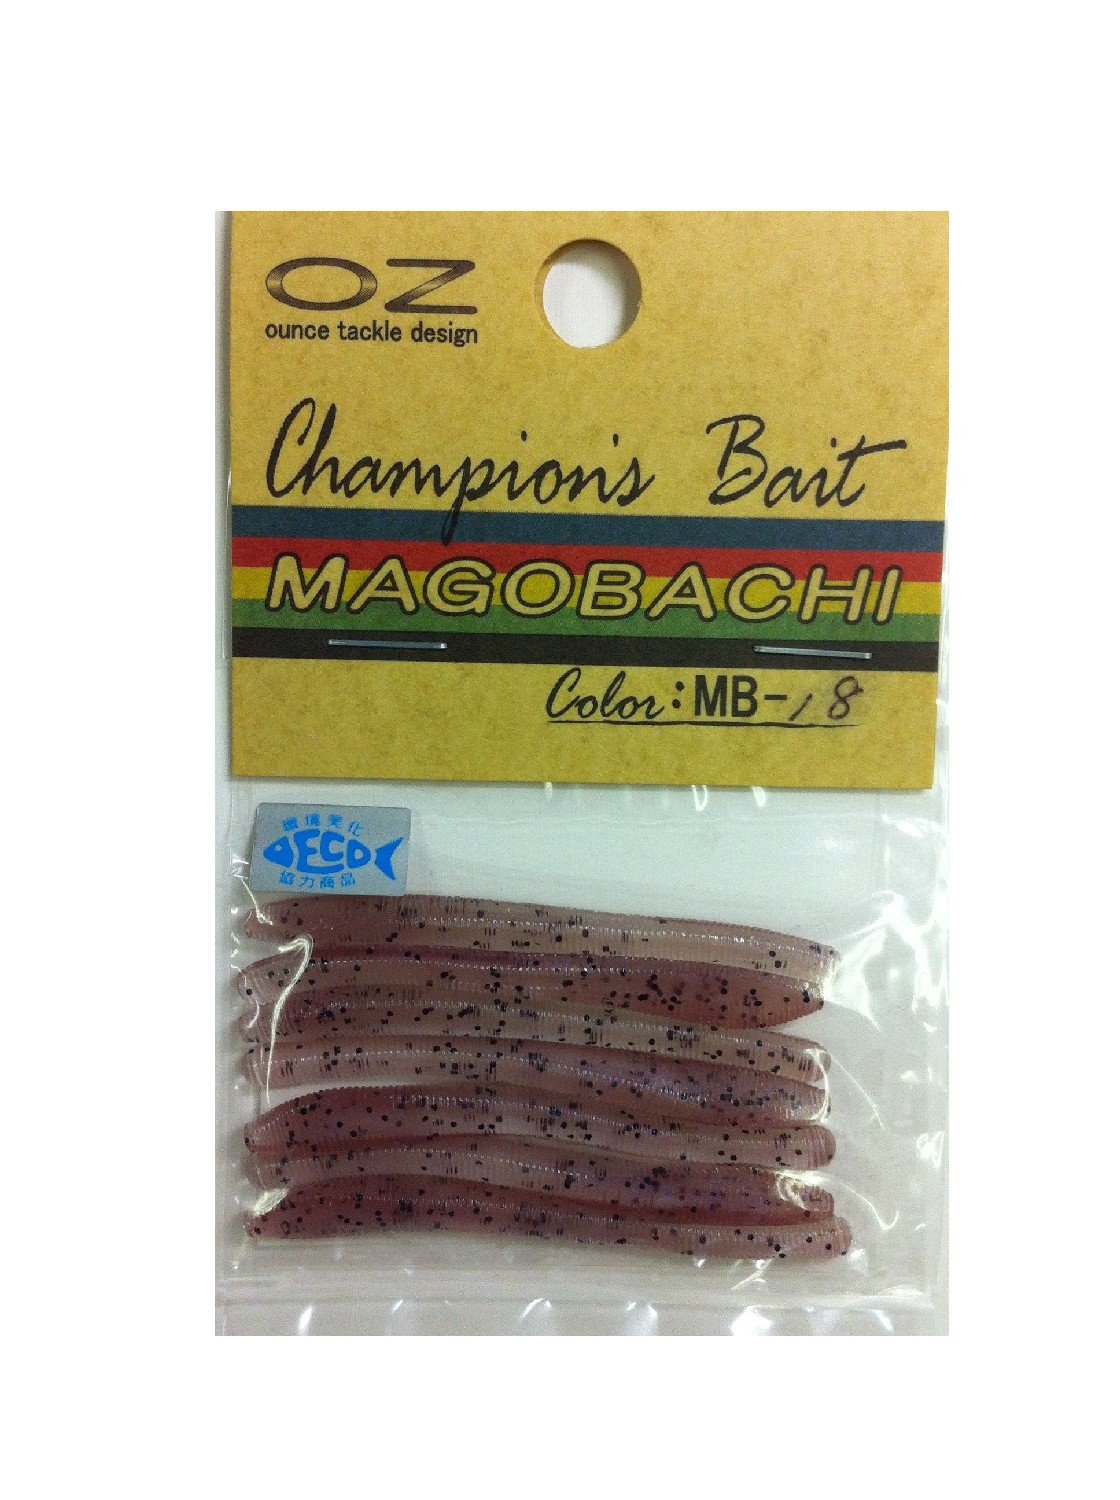 OZ
ounce tackle design
Champion's Bait
MAGOBACHI
Color:MB-18
環境美化
ECO
協力商品